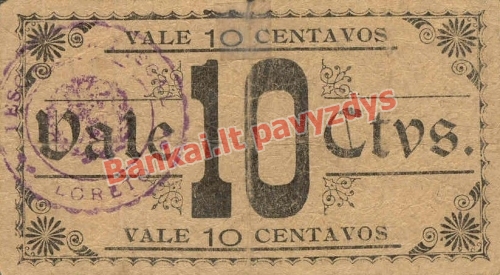 VALE 10 CENTAVOS
Vale 10 Ctvs.
LORETO
Bankai.lt pavyzdys
VALE 10 CENTAVOS